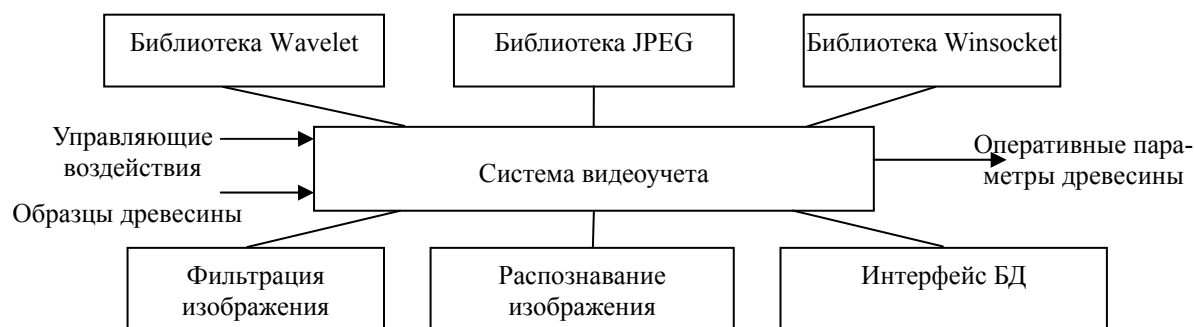 Библиотека Wavelet
Библиотека JPEG
Библиотека Winsocket
Управляющие
воздействия
Образцы древесины
Система видеоучета
Оперативные пара-
метры древесины
Фильтрация
изображения
Распознавание
изображения
Интерфейс БД